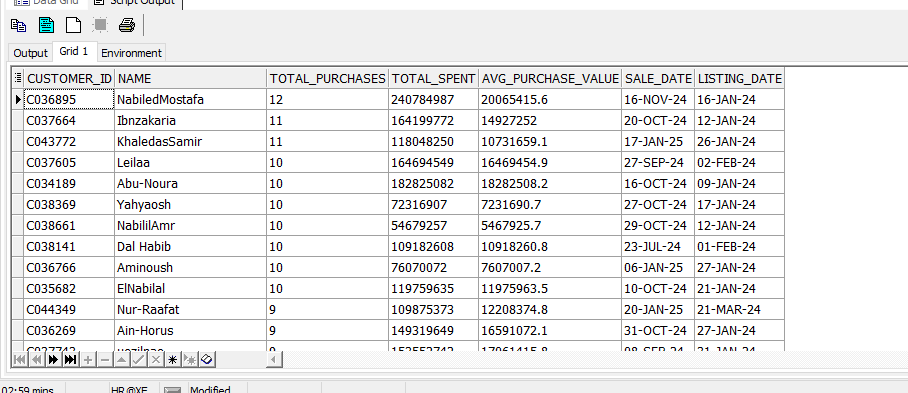 Data Grid Script Output
Output Grid 1 Environment
CUSTOMER_ID NAME TOTAL_PURCHASES TOTAL_SPENT AVG_PURCHASE_VALUE SALE_DATE LISTING_DATE
C036895 NabiledMostafa 12 240784987 20065415.6 16-NOV-24 16-JAN-24
C037664 Ibnzakaria 11 164199772 14927252 20-OCT-24 12-JAN-24
C043772 KhaledasSamir 11 118048250 10731659.1 17-JAN-25 26-JAN-24
C037605 Leilaa 10 164694549 16469454.9 27-SEP-24 02-FEB-24
C034189 Abu-Noura 10 182825082 18282508.2 16-OCT-24 09-JAN-24
C038369 Yahyaosh 10 72316907 7231690.7 27-OCT-24 17-JAN-24
C038661 NabililAmr 10 54679257 5467925.7 29-OCT-24 12-JAN-24
C038141 Dal Habib 10 109182608 10918260.8 23-JUL-24 01-FEB-24
C036766 Aminoush 10 76070072 7607007.2 06-JAN-25 27-JAN-24
C035682 ElNabilal 10 119759635 11975963.5 10-OCT-24 21-JAN-24
C044349 Nur-Raafat 9 109875373 12208374.8 20-JAN-25 21-MAR-24
C036269 Ain-Horus 9 149319649 16591072.1 31-OCT-24 27-JAN-24
02:59 mins HR@XE Modified